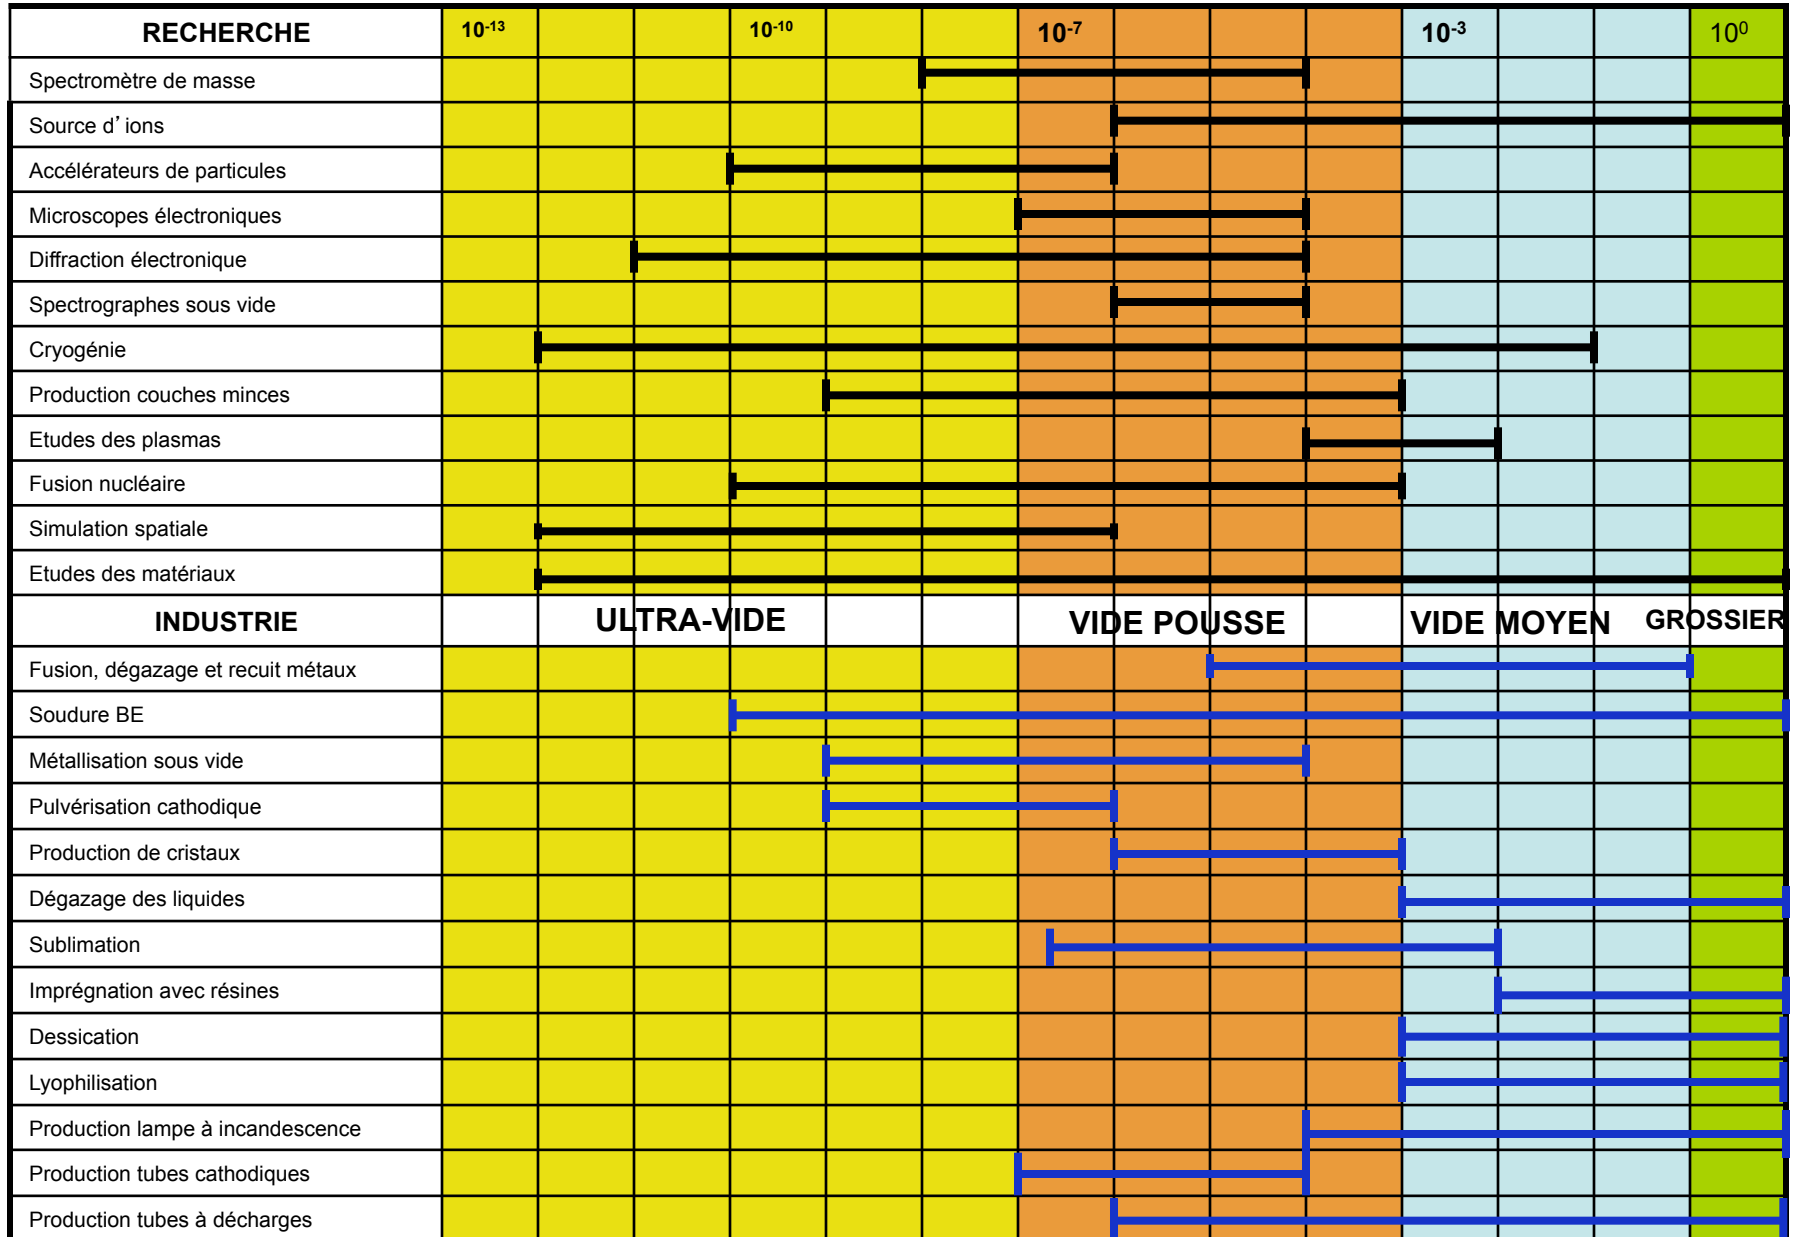 RECHERCHE 10⁻¹³ 10⁻¹⁰ 10⁻⁷ 10⁻³ 10⁰
Spectromètre de masse
Source d’ions
Accélérateurs de particules
Microscopes électroniques
Diffraction électronique
Spectrographes sous vide
Cryogénie
Production couches minces
Etudes des plasmas
Fusion nucléaire
Simulation spatiale
Etudes des matériaux
INDUSTRIE ULTRA-VIDE VIDE POUSSE VIDE MOYEN GROSSIER
Fusion, dégazage et recuit métaux
Soudure BE
Métallisation sous vide
Pulvérisation cathodique
Production de cristaux
Dégazage des liquides
Sublimation
Imprégnation avec résines
Dessication
Lyophilisation
Production lampe à incandescence
Production tubes cathodiques
Production tubes à décharges